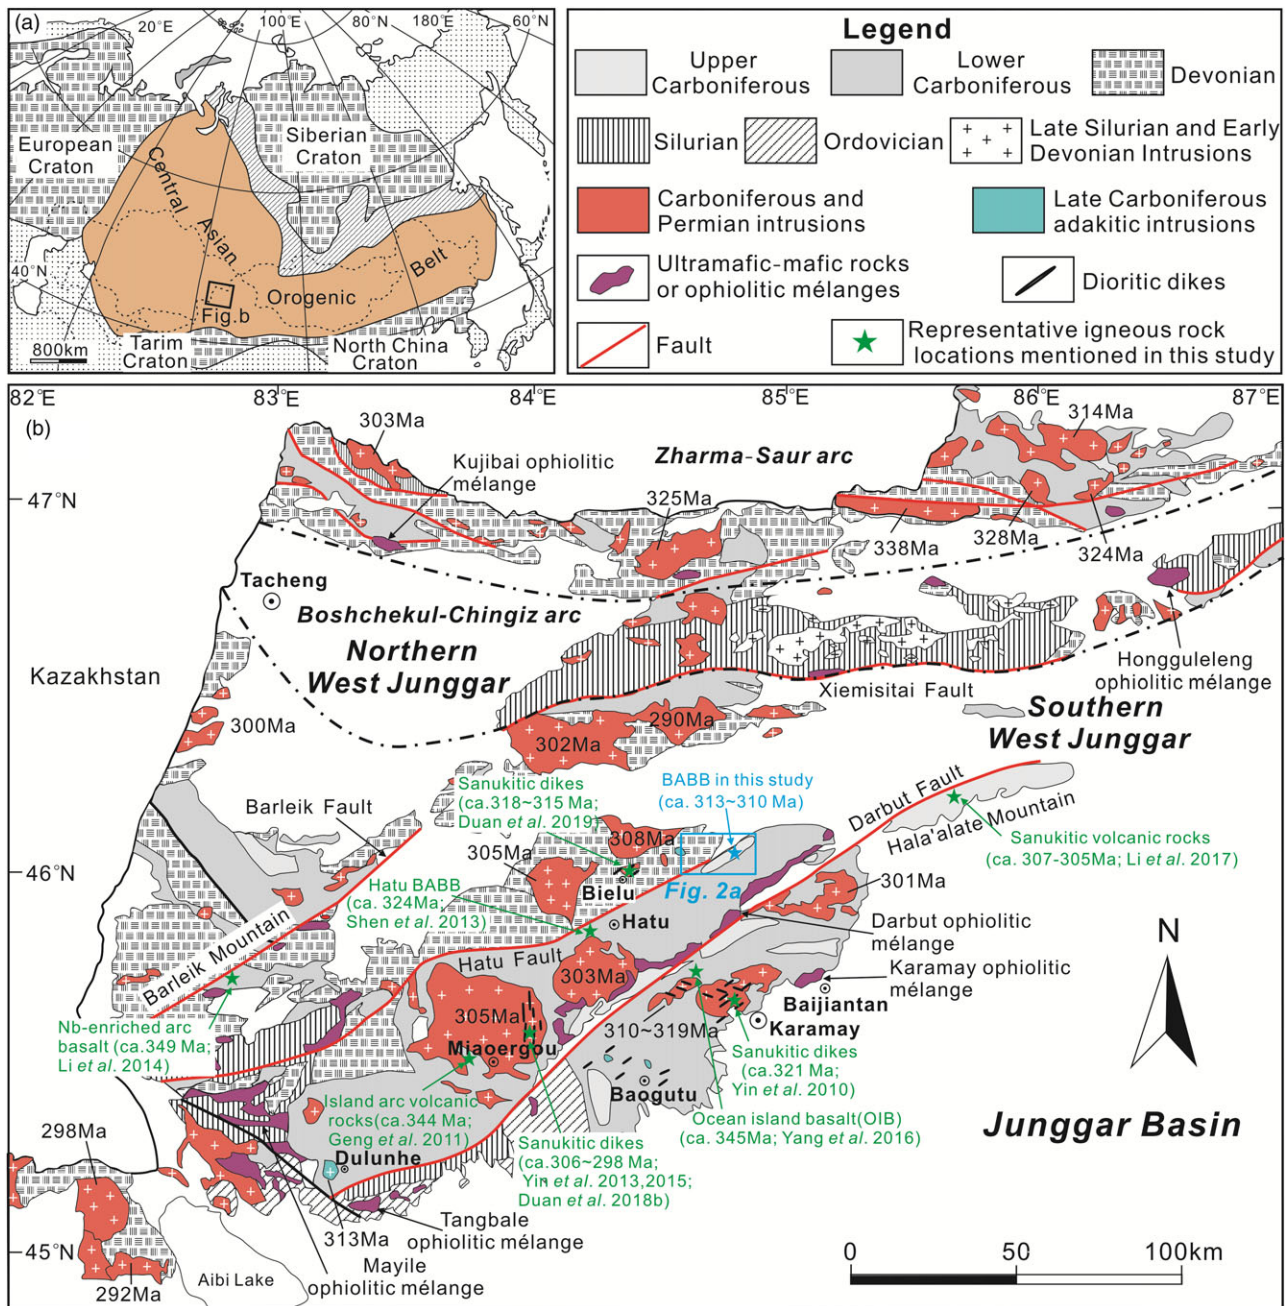 (a)
20°E
100°E
80°N
180°E
60°N
European
Craton
Siberian
Craton
Central
Asian
Orogenic
Belt
40°N
Fig.b
800km
Tarim
Craton
North China
Craton
Legend
Upper
Carboniferous
Lower
Carboniferous
Devonian
Silurian
Ordovician
Late Silurian and Early
Devonian Intrusions
Carboniferous and
Permian intrusions
Late Carboniferous
adakitic intrusions
Ultramafic-mafic rocks
or ophiolitic mélanges
Dioritic dikes
Fault
Representative igneous rock
locations mentioned in this study
82°E
83°E
84°E
85°E
86°E
87°E
(b)
303Ma
Kujibai ophiolitic
mélange
Zharma-Saur arc
314Ma
47°N
325Ma
338Ma
328Ma
324Ma
Tacheng
Boshchekul-Chingiz arc
Northern
West Junggar
Kazakhstan
Hongguleleng
ophiolitic mélange
Xiemisitai Fault
300Ma
302Ma
290Ma
Southern
West Junggar
Barleik Fault
Sanukitic dikes
(ca.318~315 Ma;
Duan et al. 2019)
BABB in this study
(ca. 313~310 Ma)
Darbut Fault
Hala'alate Mountain
Sanukitic volcanic rocks
(ca. 307-305Ma; Li et al. 2017)
46°N
305Ma
308Ma
Bielu
Fig. 2a
301Ma
Hatu BABB
(ca. 324Ma;
Shen et al. 2013)
Hatu
Darbut ophiolitic
mélange
N
Barleik Mountain
Hatu Fault
303Ma
Karamay ophiolitic
mélange
Baijiantan
Karamay
Nb-enriched arc
basalt (ca.349 Ma;
Li et al. 2014)
305Ma
Miaoergou
310~319Ma
Sanukitic dikes
(ca.321 Ma;
Yin et al. 2010)
Baogutu
Island arc volcanic
rocks(ca.344 Ma;
Geng et al. 2011)
Ocean island basalt(OIB)
(ca. 345Ma; Yang et al. 2016)
Junggar Basin
298Ma
Dulunhe
Sanukitic dikes
(ca.306~298 Ma;
Yin et al. 2013,2015;
Duan et al. 2018b)
313Ma
Tangbale
ophiolitic mélange
45°N
Mayile
ophiolitic mélange
Aibi Lake
292Ma
0
50
100km